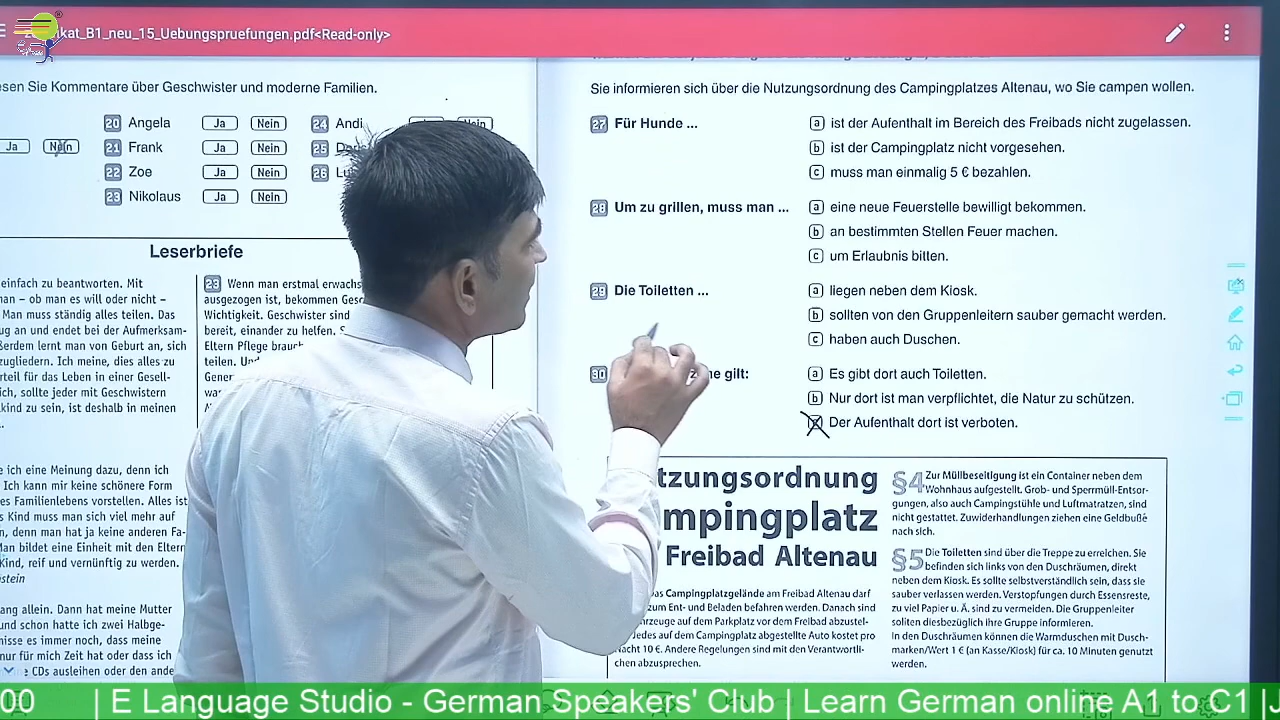 kat_B1_neu_15_Uebungspruefungen.pdf<Read-only>
esen Sie Kommentare über Geschwister und moderne Familien.
Ja Nein
20 Angela Ja Nein
21 Frank Ja Nein
22 Zoe Ja Nein
23 Nikolaus Ja Nein
24 Andi Nein
25
26
Leserbriefe
einfach zu beantworten. Mit
man – ob man es will oder nicht –
Man muss ständig alles teilen. Das
ug an und endet bei der Aufmerksam-
ßerdem lernt man von Geburt an, sich
zugliedern. Ich meine, dies alles zu
rteil für das Leben in einer Gesell-
ich, sollte jeder mit Geschwistern
kind zu sein, ist deshalb in meinen
e ich eine Meinung dazu, denn ich
Ich kann mir keine schönere Form
es Familienlebens vorstellen. Alles ist
s Kind muss man sich viel mehr auf
n, denn man hat ja keine anderen Fa-
Man bildet eine Einheit mit den Eltern
Kind, reif und vernünftig zu werden.
nstein
ang allein. Dann hat meine Mutter
und schon hatte ich zwei Halbge-
nisse es immer noch, dass meine
nur für mich Zeit hat oder dass ich
e CDs ausleihen oder den ande
23 Wenn man erstmal erwachs
ausgezogen ist, bekommen Gesc
Wichtigkeit. Geschwister sind
bereit, einander zu helfen. S
Eltern Pflege brauch
teilen. Und
Gener
Sie informieren sich über die Nutzungsordnung des Campingplatzes Altenau, wo Sie campen wollen.
27 Für Hunde ...
a ist der Aufenthalt im Bereich des Freibads nicht zugelassen.
b ist der Campingplatz nicht vorgesehen.
c muss man einmalig 5 € bezahlen.
28 Um zu grillen, muss man ...
a eine neue Feuerstelle bewilligt bekommen.
b an bestimmten Stellen Feuer machen.
c um Erlaubnis bitten.
29 Die Toiletten ...
a liegen neben dem Kiosk.
b sollten von den Gruppenleitern sauber gemacht werden.
c haben auch Duschen.
30 ne gilt:
a Es gibt dort auch Toiletten.
b Nur dort ist man verpflichtet, die Natur zu schützen.
Der Aufenthalt dort ist verboten.
tzungsordnung
mpingplatz
Freibad Altenau
as Campingplatzgelände am Freibad Altenau darf
zum Ent- und Beladen befahren werden. Danach sind
hrzeuge auf dem Parkplatz vor dem Freibad abzustel-
Jedes auf dem Campingplatz abgestellte Auto kostet pro
Nacht 10 €. Andere Regelungen sind mit den Verantwortli-
chen abzusprechen.
§4 Zur Müllbeseitigung ist ein Container neben dem
Wohnhaus aufgestellt. Grob- und Sperrmüll-Entsor-
gungen, also auch Campingstühle und Luftmatratzen, sind
nicht gestattet. Zuwiderhandlungen ziehen eine Geldbuße
nach sich.
§5 Die Toiletten sind über die Treppe zu erreichen. Sie
befinden sich links von den Duschräumen, direkt
neben dem Kiosk. Es sollte selbstverständlich sein, dass sie
sauber verlassen werden. Verstopfungen durch Essensreste,
zu viel Papier u. Ä. sind zu vermeiden. Die Gruppenleiter
sollten diesbezüglich ihre Gruppe informieren.
In den Duschräumen können die Warmduschen mit Dusch-
marken/Wert 1 € (an Kasse/Kiosk) für ca. 10 Minuten genutzt
werden.
00 | E Language Studio - German Speakers' Club | Learn German online A1 to C1 |J